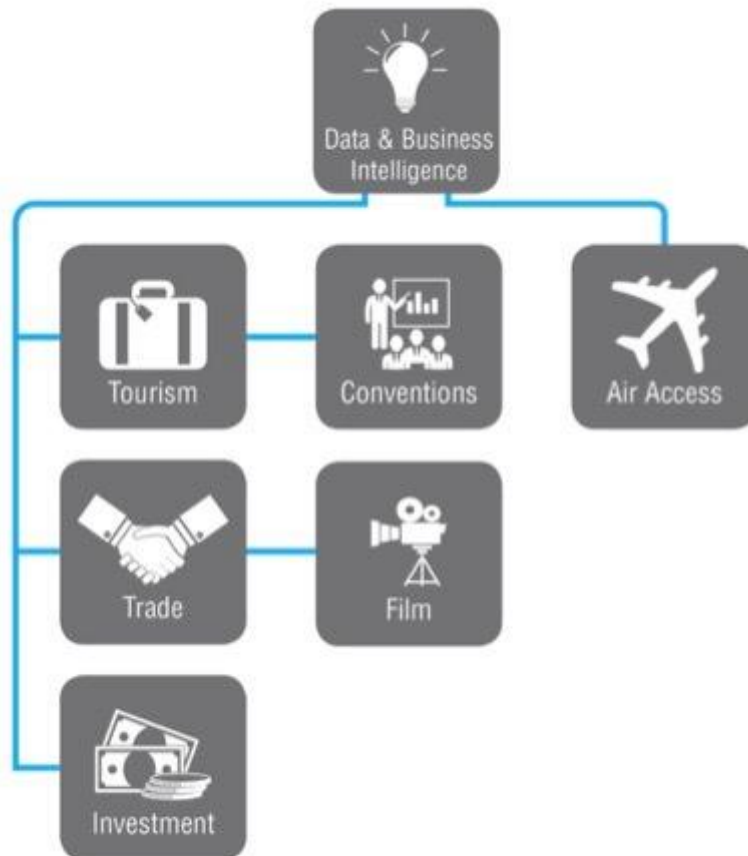 Data & Business
Intelligence
Tourism
Conventions
Air Access
Trade
Film
Investment